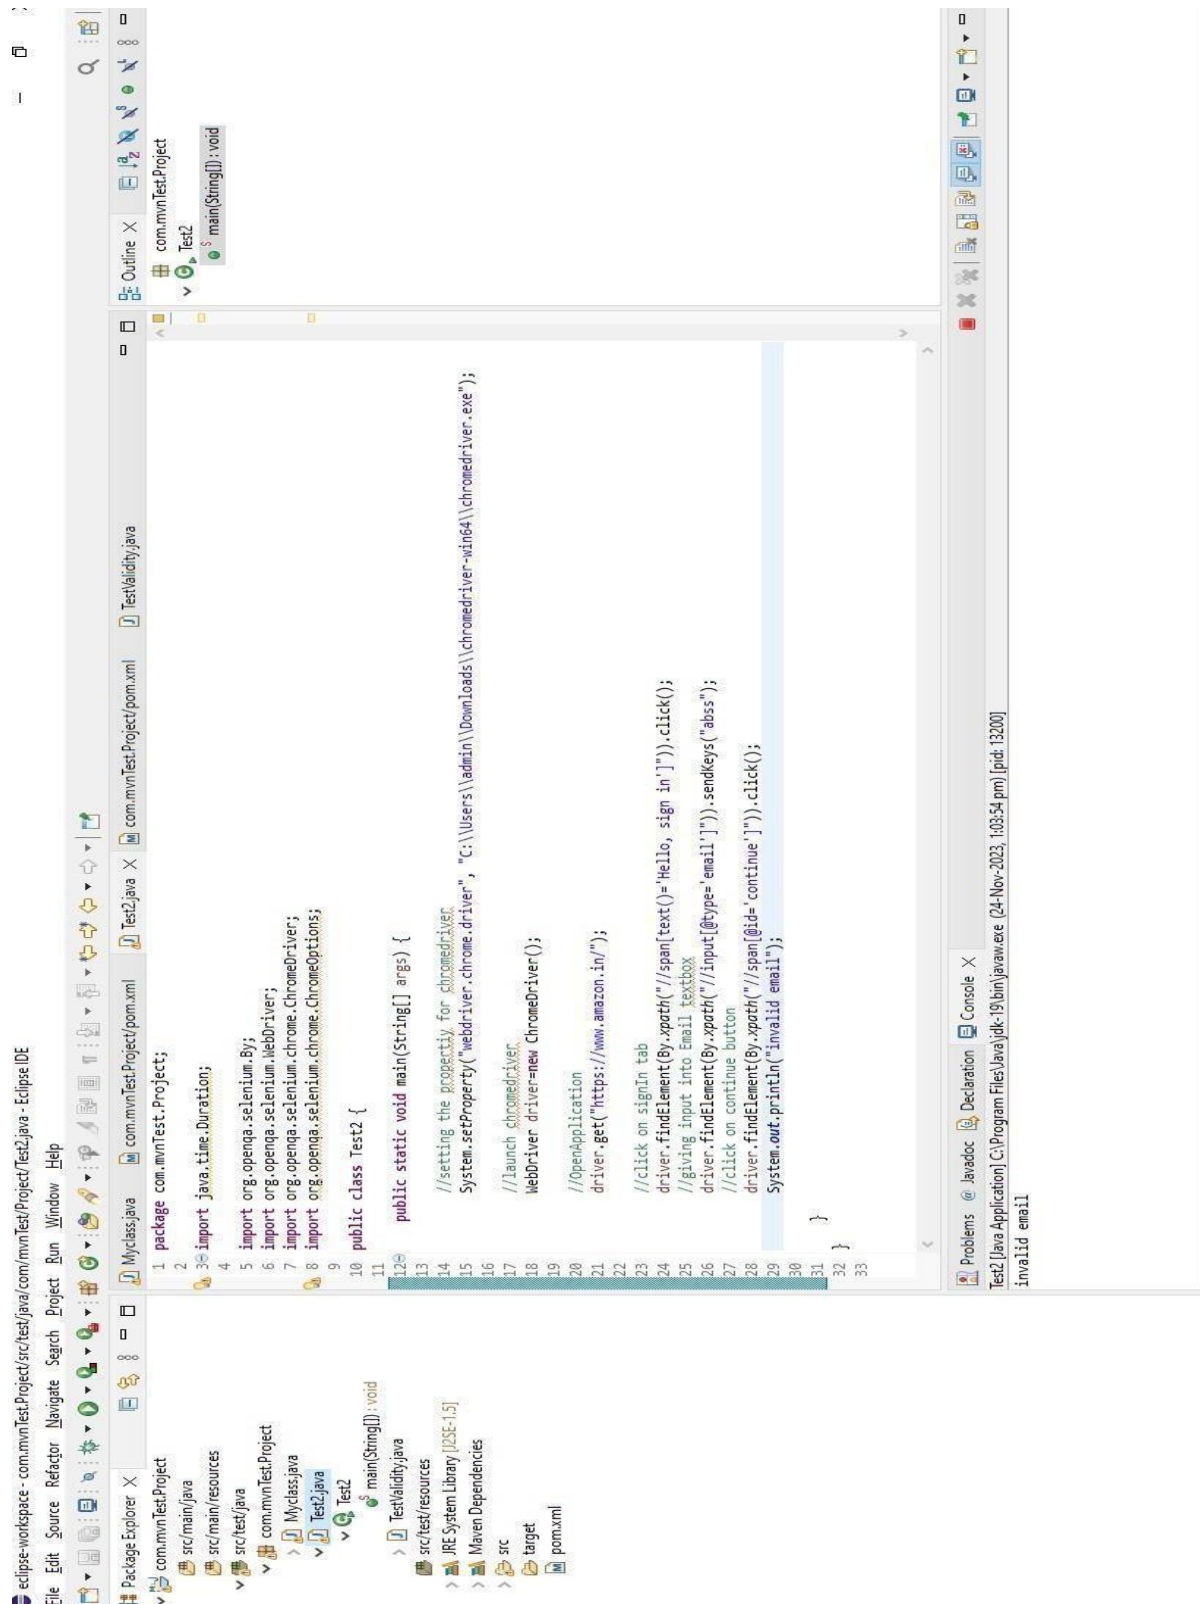 eclipse-workspace - com.mvnTest.Project/src/test/java/com/mvnTest/Project/Test2.java - Eclipse IDE
File Edit Source Refactor Navigate Search Project Run Window Help
Package Explorer
com.mvnTest.Project
src/main/java
src/main/resources
src/test/java
com.mvnTest.Project
Myclass.java
Test2.java
Test2
main(String[]) : void
TestValidity.java
src/test/resources
JRE System Library [J2SE-1.5]
Maven Dependencies
src
target
pom.xml
Myclass.java com.mvnTest.Project/pom.xml Test2.java com.mvnTest.Project/pom.xml TestValidity.java
1 package com.mvnTest.Project;
2
3 import java.time.Duration;
4
5 import org.openqa.selenium.By;
6 import org.openqa.selenium.WebDriver;
7 import org.openqa.selenium.chrome.ChromeDriver;
8 import org.openqa.selenium.chrome.ChromeOptions;
9
10 public class Test2 {
11
12 public static void main(String[] args) {
13
14 //setting the propertiy for chromedriver
15 System.setProperty("webdriver.chrome.driver", "C:\\Users\\admin\\Downloads\\chromedriver-win64\\chromedriver.exe");
16
17 //launch chromedriver
18 WebDriver driver=new ChromeDriver();
19
20 //OpenApplication
21 driver.get("https://www.amazon.in/");
22
23 //click on signIn tab
24 driver.findElement(By.xpath("//span[text()='Hello, sign in']")).click();
25 //giving input into Email textbox
26 driver.findElement(By.xpath("//input[@type='email']")).sendKeys("abss");
27 //click on continue button
28 driver.findElement(By.xpath("//span[@id='continue']")).click();
29 System.out.println("invalid email");
30
31 }
32 }
33
Outline
com.mvnTest.Project
Test2
main(String[]) : void
Problems @ Javadoc Declaration Console
Test2 [Java Application] C:\Program Files\Java\jdk-19\bin\javaw.exe (24-Nov-2023, 1:03:54 pm) [pid: 13200]
invalid email